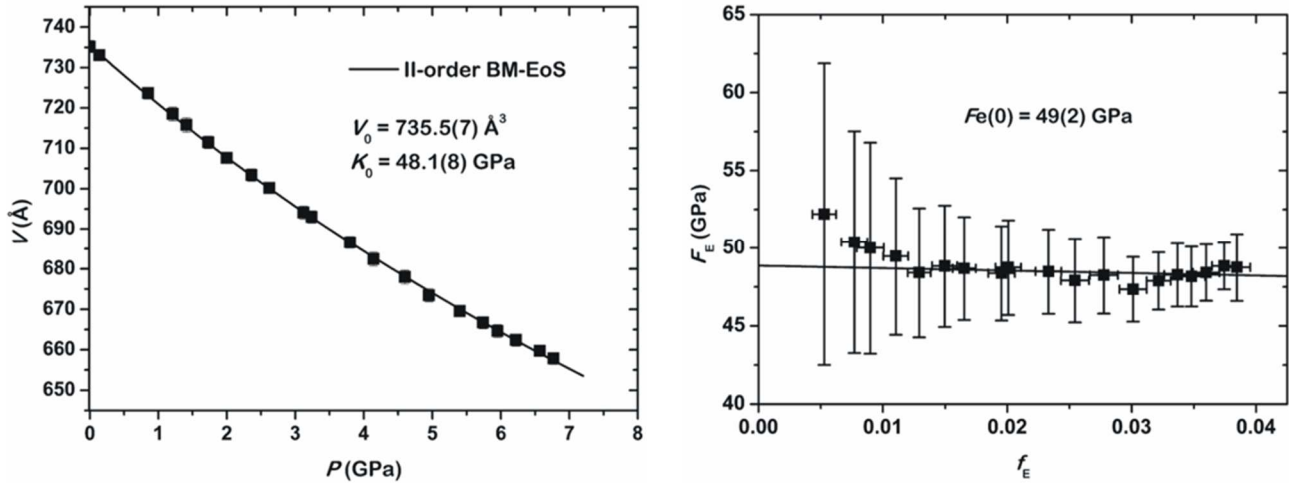 740
730
720
710
700
690
680
670
660
650
V (Å)
II-order BM-EoS
V₀ = 735.5(7) Å³
K₀ = 48.1(8) GPa
0 1 2 3 4 5 6 7 8
P (GPa)
65
60
55
50
45
40
F_E (GPa)
Fe(0) = 49(2) GPa
0.00 0.01 0.02 0.03 0.04
f_E